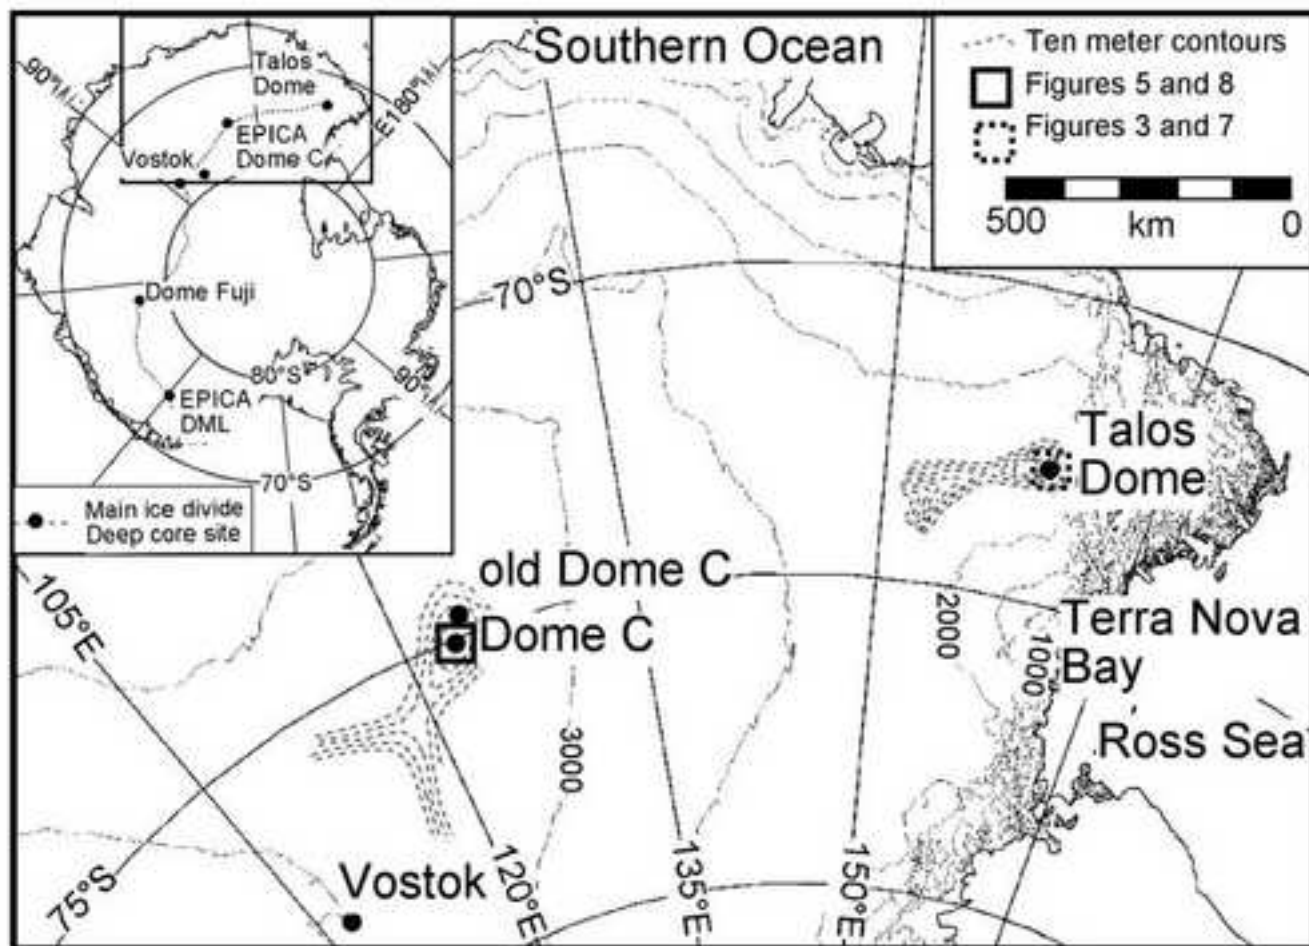 Southern Ocean
Ten meter contours
Figures 5 and 8
Figures 3 and 7
500 km 0
90°
Talos
Dome
E180°
EPICA
Dome C
Vostok
Dome Fuji
80°S
90°
EPICA
DML
70°S
Main ice divide
Deep core site
70°S
Talos
Dome
old Dome C
Dome C
105°E
2000
1000
Terra Nova
Bay
3000
Ross Sea
75°S
Vostok
120°E
135°E
150°E